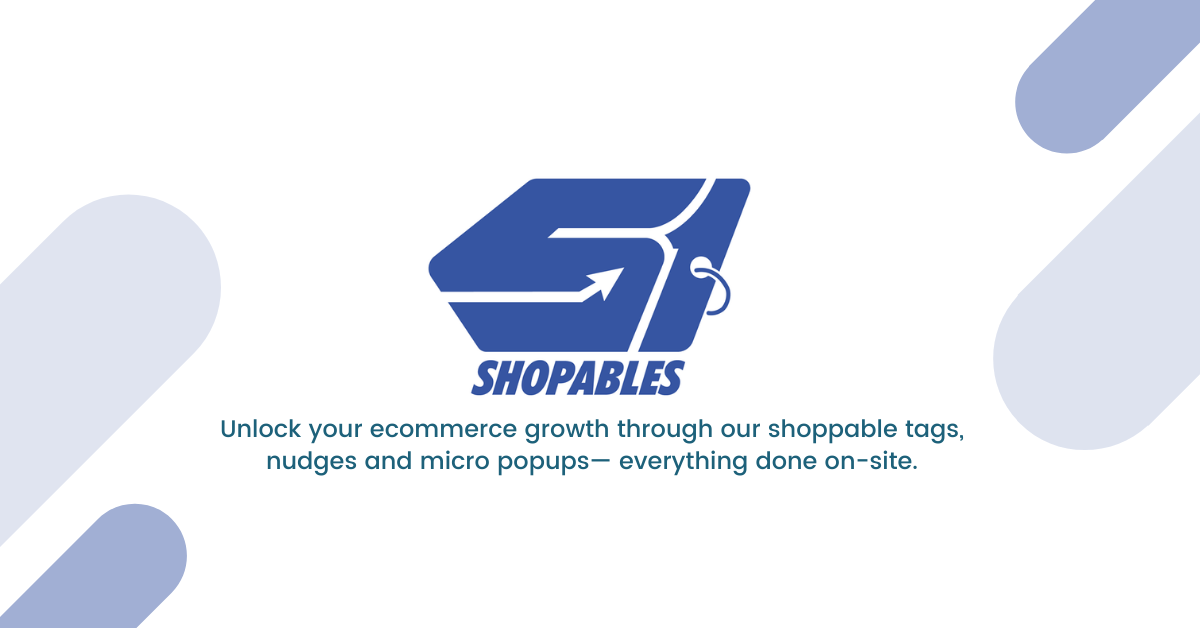 SHOPABLES
Unlock your ecommerce growth through our shoppable tags,
nudges and micro popups— everything done on-site.